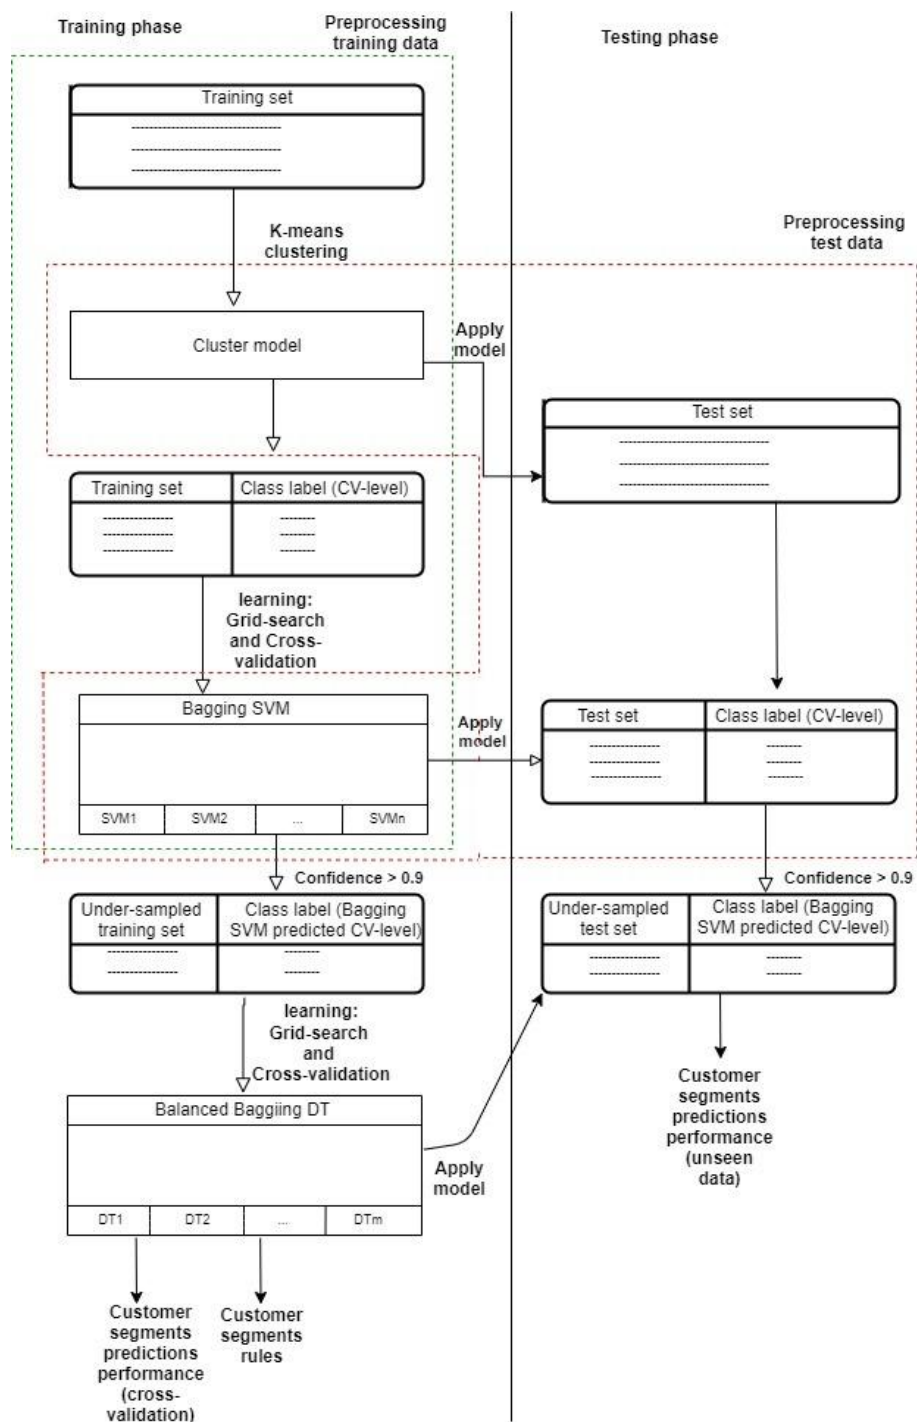 Training phase
Preprocessing
training data
Testing phase
Training set
-----------------------------------
-----------------------------------
-----------------------------------
K-means
clustering
Preprocessing
test data
Cluster model
Apply
model
Test set
-----------------------------------
-----------------------------------
-----------------------------------
Training set
Class label (CV-level)
----------------
--------
----------------
--------
----------------
--------
learning:
Grid-search
and Cross-
validation
Bagging SVM
SVM1
SVM2
...
SVMn
Apply
model
Test set
Class label (CV-level)
----------------
--------
----------------
--------
----------------
--------
Confidence > 0.9
Confidence > 0.9
Under-sampled
training set
Class label (Bagging
SVM predicted CV-level)
----------------
--------
----------------
--------
Under-sampled
test set
Class label (Bagging
SVM predicted CV-level)
----------------
--------
----------------
--------
learning:
Grid-search
and
Cross-validation
Balanced Baggiing DT
DT1
DT2
....
DTm
Apply
model
Customer
segments
predictions
performance
(unseen
data)
Customer
segments
predictions
performance
(cross-
validation)
Customer
segments
rules